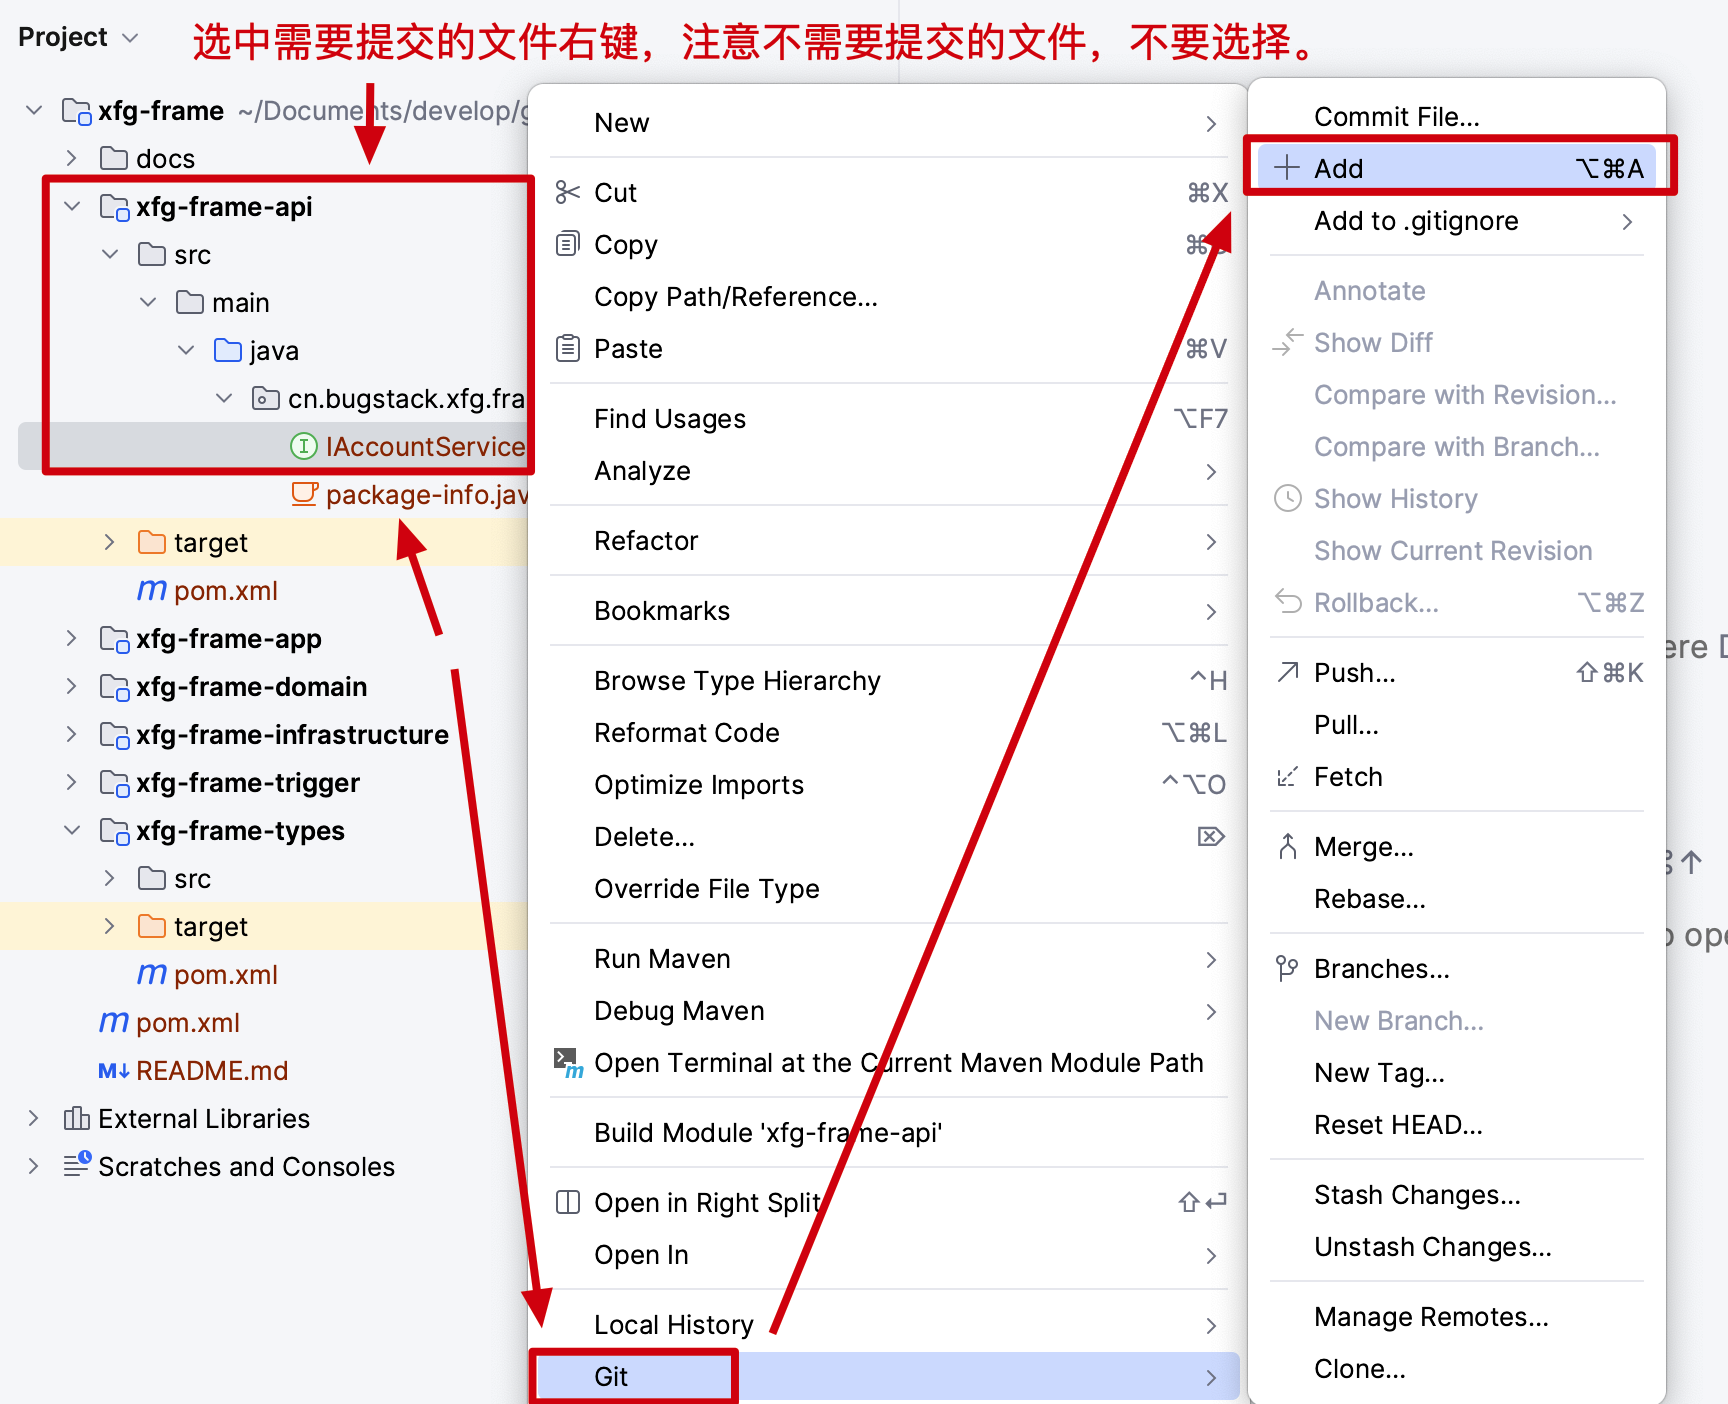 Project
选中需要提交的文件右键，注意不需要提交的文件，不要选择。
xfg-frame ~/Documents/develop/
docs
xfg-frame-api
src
main
java
cn.bugstack.xfg.fra
IAccountService
package-info.jav
target
pom.xml
xfg-frame-app
xfg-frame-domain
xfg-frame-infrastructure
xfg-frame-trigger
xfg-frame-types
src
target
pom.xml
pom.xml
README.md
External Libraries
Scratches and Consoles
New
Cut ⌘X
Copy ⌘
Copy Path/Reference...
Paste ⌘V
Find Usages ⌥F7
Analyze
Refactor
Bookmarks
Browse Type Hierarchy ^H
Reformat Code ⌥⌘L
Optimize Imports ^⌥O
Delete... ⌦
Override File Type
Run Maven
Debug Maven
Open Terminal at the Current Maven Module Path
Build Module 'xfg-frame-api'
Open in Right Split ⇧↩
Open In
Local History
Git
Commit File...
Add ⌥⌘A
Add to .gitignore
Annotate
Show Diff
Compare with Revision...
Compare with Branch...
Show History
Show Current Revision
Rollback... ⌥⌘Z
Push... ⇧⌘K
Pull...
Fetch
Merge...
Rebase...
Branches...
New Branch...
New Tag...
Reset HEAD...
Stash Changes...
Unstash Changes...
Manage Remotes...
Clone...